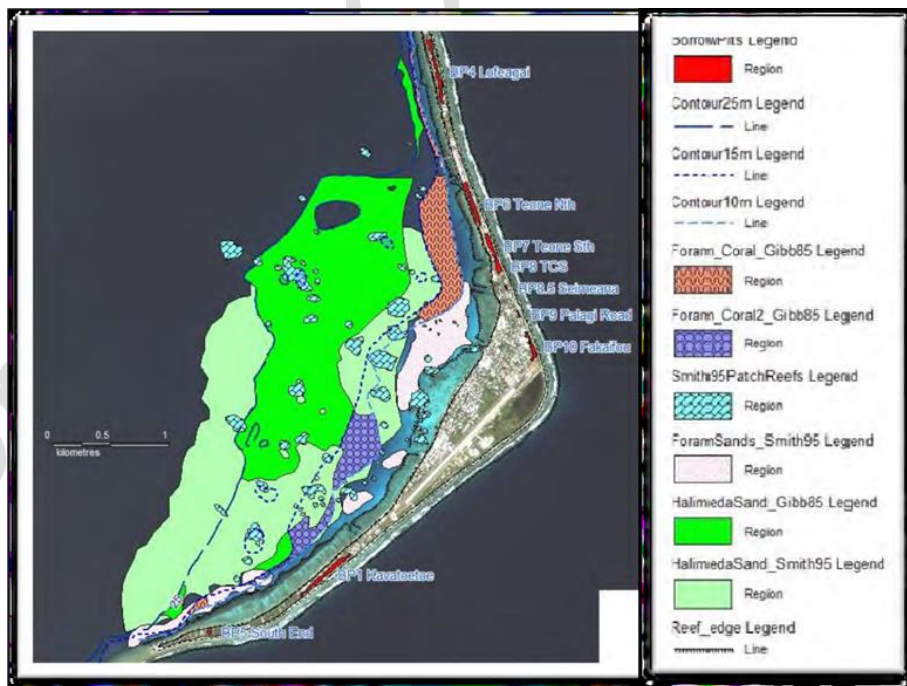 BP4 Lofeagai
BP6 Teone Nth
BP7 Teone Sth
BP8 TCS
BP8.5 Seimeana
BP9 Palagi Road
BP10 Fakaifou
0 0.5 1
kilometres
BP1 Kavatoetoe
BP5 South End
BorrowPits Legend
Region
Contour25m Legend
Line
Contour15m Legend
Line
Contour10m Legend
Line
Foram_Coral_Gibb85 Legend
Region
Foram_Coral2_Gibb85 Legend
Region
Smith95PatchReefs Legend
Region
ForamSands_Smith95 Legend
Region
HalimedaSand_Gibb85 Legend
Region
HalimedaSand_Smith95 Legend
Region
Reef_edge Legend
Line